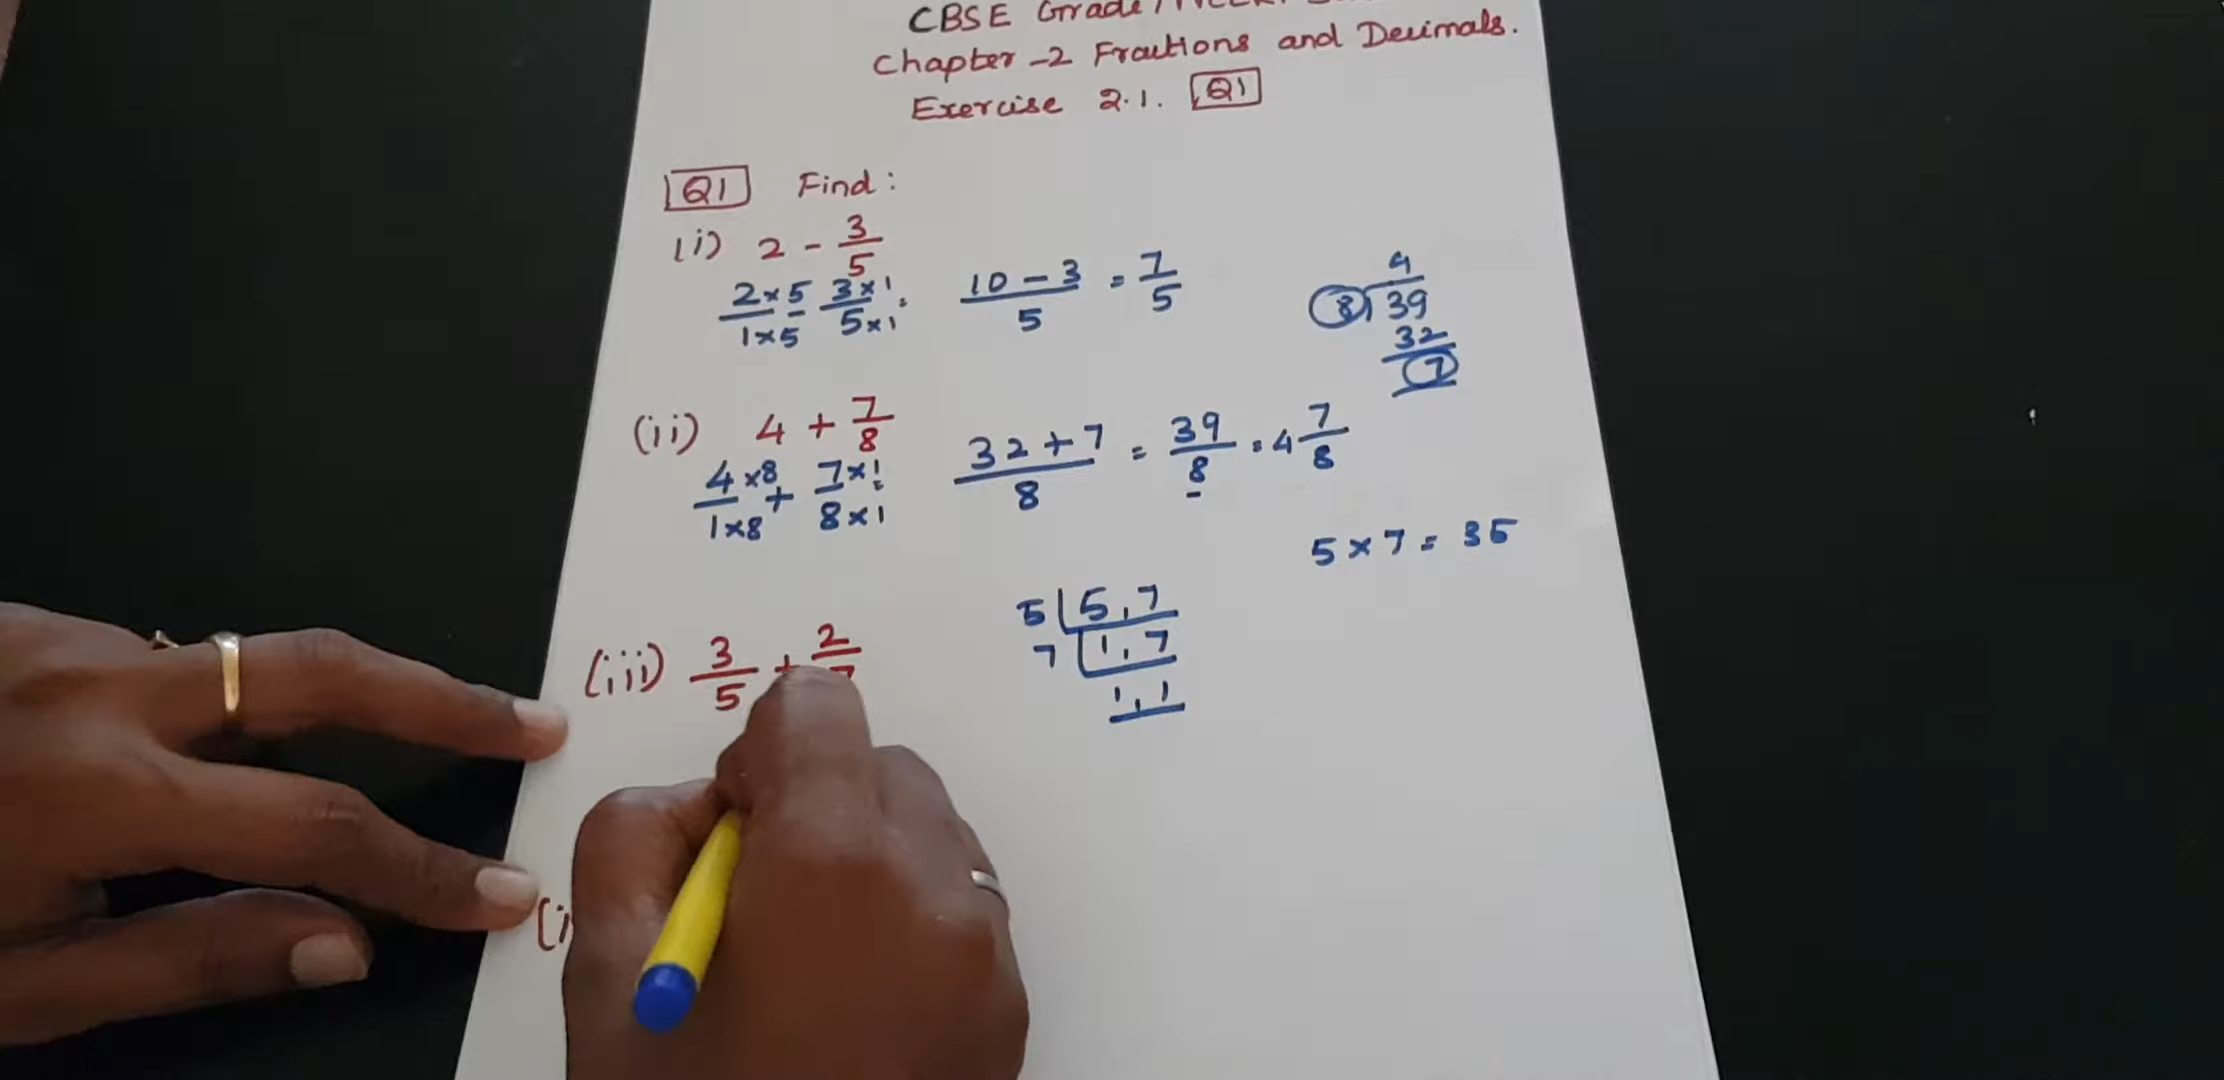 CBSE Grade 7
Chapter -2 Fractions and Decimals.
Exercise 2.1. Q1
Q1 Find:
(i) 2 - 3/5
2×5/1×5 - 3×1/5×1 = 10-3/5 = 7/5
4
8)39
32
7
(ii) 4 + 7/8
4×8/1×8 + 7×1/8×1 = 32+7/8 = 39/8 = 4 7/8
5×7 = 35
(iii) 3/5 + 2/7
5|5,7
7|1,7
1,1
(i